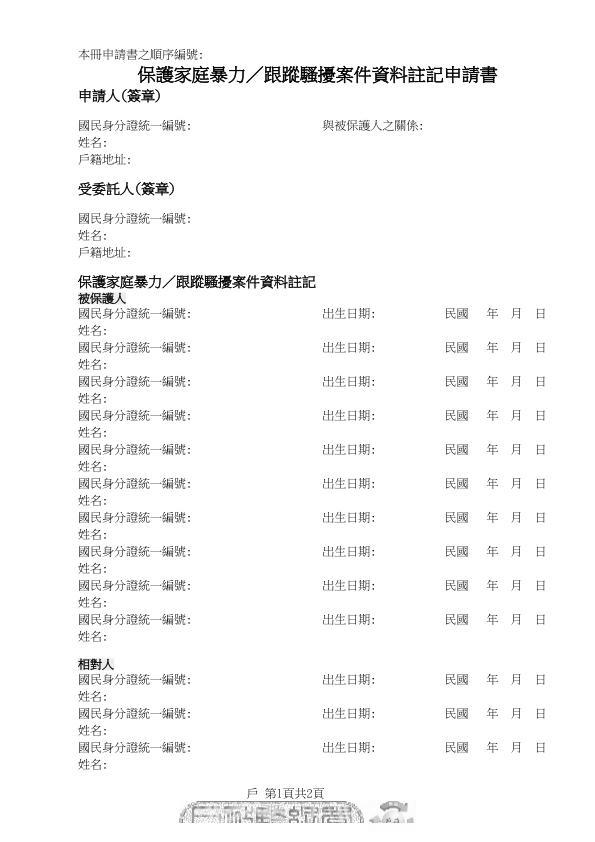 本冊申請書之順序編號:
保護家庭暴力／跟蹤騷擾案件資料註記申請書
申請人(簽章)
國民身分證統一編號: 與被保護人之關係:
姓名:
戶籍地址:
受委託人(簽章)
國民身分證統一編號:
姓名:
戶籍地址:
保護家庭暴力／跟蹤騷擾案件資料註記
被保護人
國民身分證統一編號: 出生日期: 民國 年 月 日
姓名:
國民身分證統一編號: 出生日期: 民國 年 月 日
姓名:
國民身分證統一編號: 出生日期: 民國 年 月 日
姓名:
國民身分證統一編號: 出生日期: 民國 年 月 日
姓名:
國民身分證統一編號: 出生日期: 民國 年 月 日
姓名:
國民身分證統一編號: 出生日期: 民國 年 月 日
姓名:
國民身分證統一編號: 出生日期: 民國 年 月 日
姓名:
國民身分證統一編號: 出生日期: 民國 年 月 日
姓名:
國民身分證統一編號: 出生日期: 民國 年 月 日
姓名:
國民身分證統一編號: 出生日期: 民國 年 月 日
姓名:
相對人
國民身分證統一編號: 出生日期: 民國 年 月 日
姓名:
國民身分證統一編號: 出生日期: 民國 年 月 日
姓名:
國民身分證統一編號: 出生日期: 民國 年 月 日
姓名:
戶 第1頁共2頁